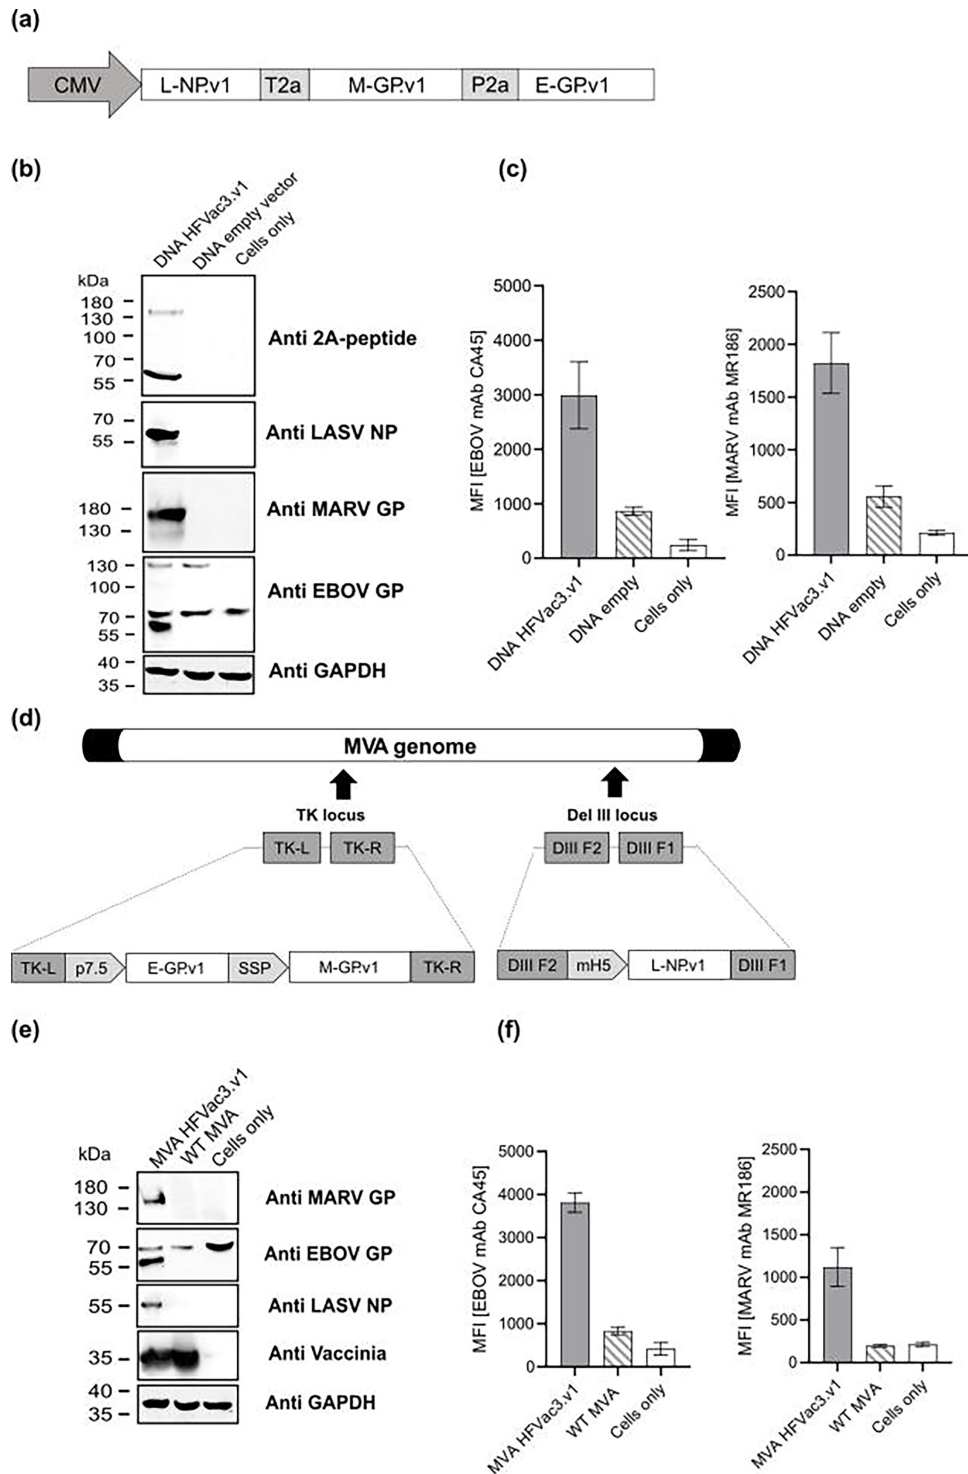 (a)
CMV L-NP.v1 T2a M-GP.v1 P2a E-GP.v1
(b)
DNA HFVac3.v1
DNA empty vector
Cells only
kDa
180
130
100
70
55
Anti 2A-peptide
70
55
Anti LASV NP
180
130
Anti MARV GP
130
100
70
55
Anti EBOV GP
40
35
Anti GAPDH
(c)
MFI [EBOV mAb CA45]
5000
4000
3000
2000
1000
0
DNA HFVac3.v1
DNA empty
Cells only
MFI [MARV mAb MR186]
2500
2000
1500
1000
500
0
DNA HFVac3.v1
DNA empty
Cells only
(d)
MVA genome
TK locus
Del III locus
TK-L TK-R
DIII F2 DIII F1
TK-L p7.5 E-GP.v1 SSP M-GP.v1 TK-R
DIII F2 mH5 L-NP.v1 DIII F1
(e)
MVA HFVac3.v1
WT MVA
Cells only
kDa
180
130
Anti MARV GP
70
55
Anti EBOV GP
55
Anti LASV NP
35
Anti Vaccinia
40
35
Anti GAPDH
(f)
MFI [EBOV mAb CA45]
5000
4000
3000
2000
1000
0
MVA HFVac3.v1
WT MVA
Cells only
MFI [MARV mAb MR186]
2500
2000
1500
1000
500
0
MVA HFVac3.v1
WT MVA
Cells only